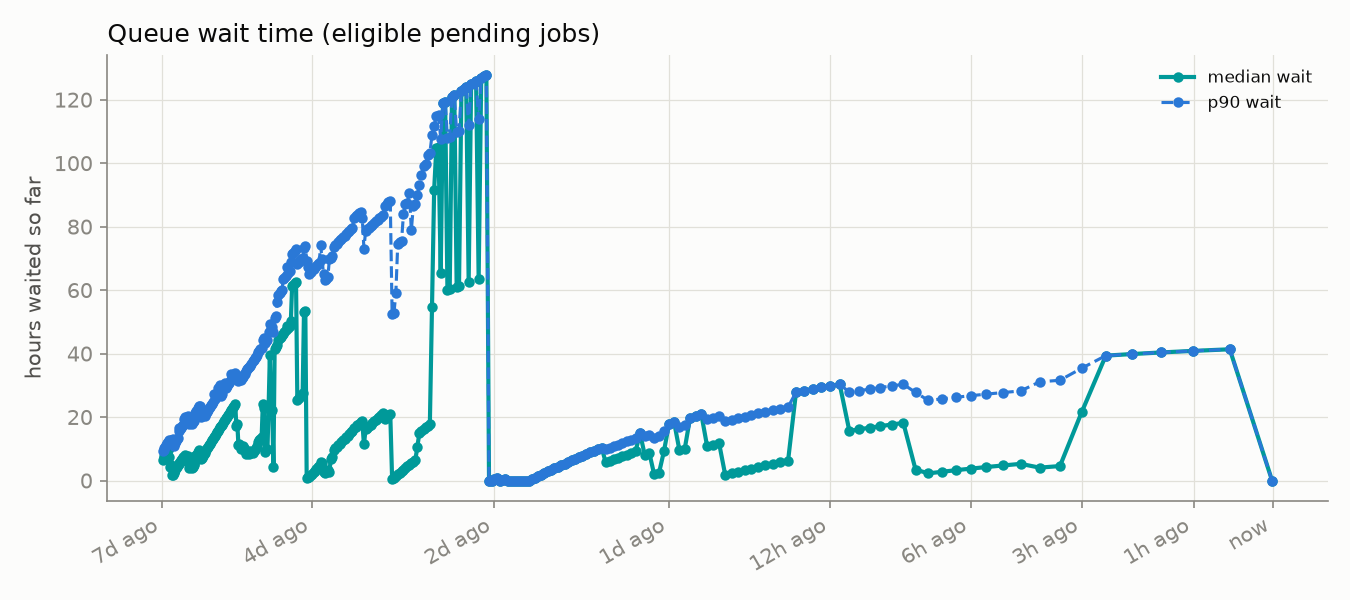 Queue wait time (eligible pending jobs)
median wait
p90 wait
hours waited so far
120
100
80
60
40
20
0
7d ago
4d ago
2d ago
1d ago
12h ago
6h ago
3h ago
1h ago
now